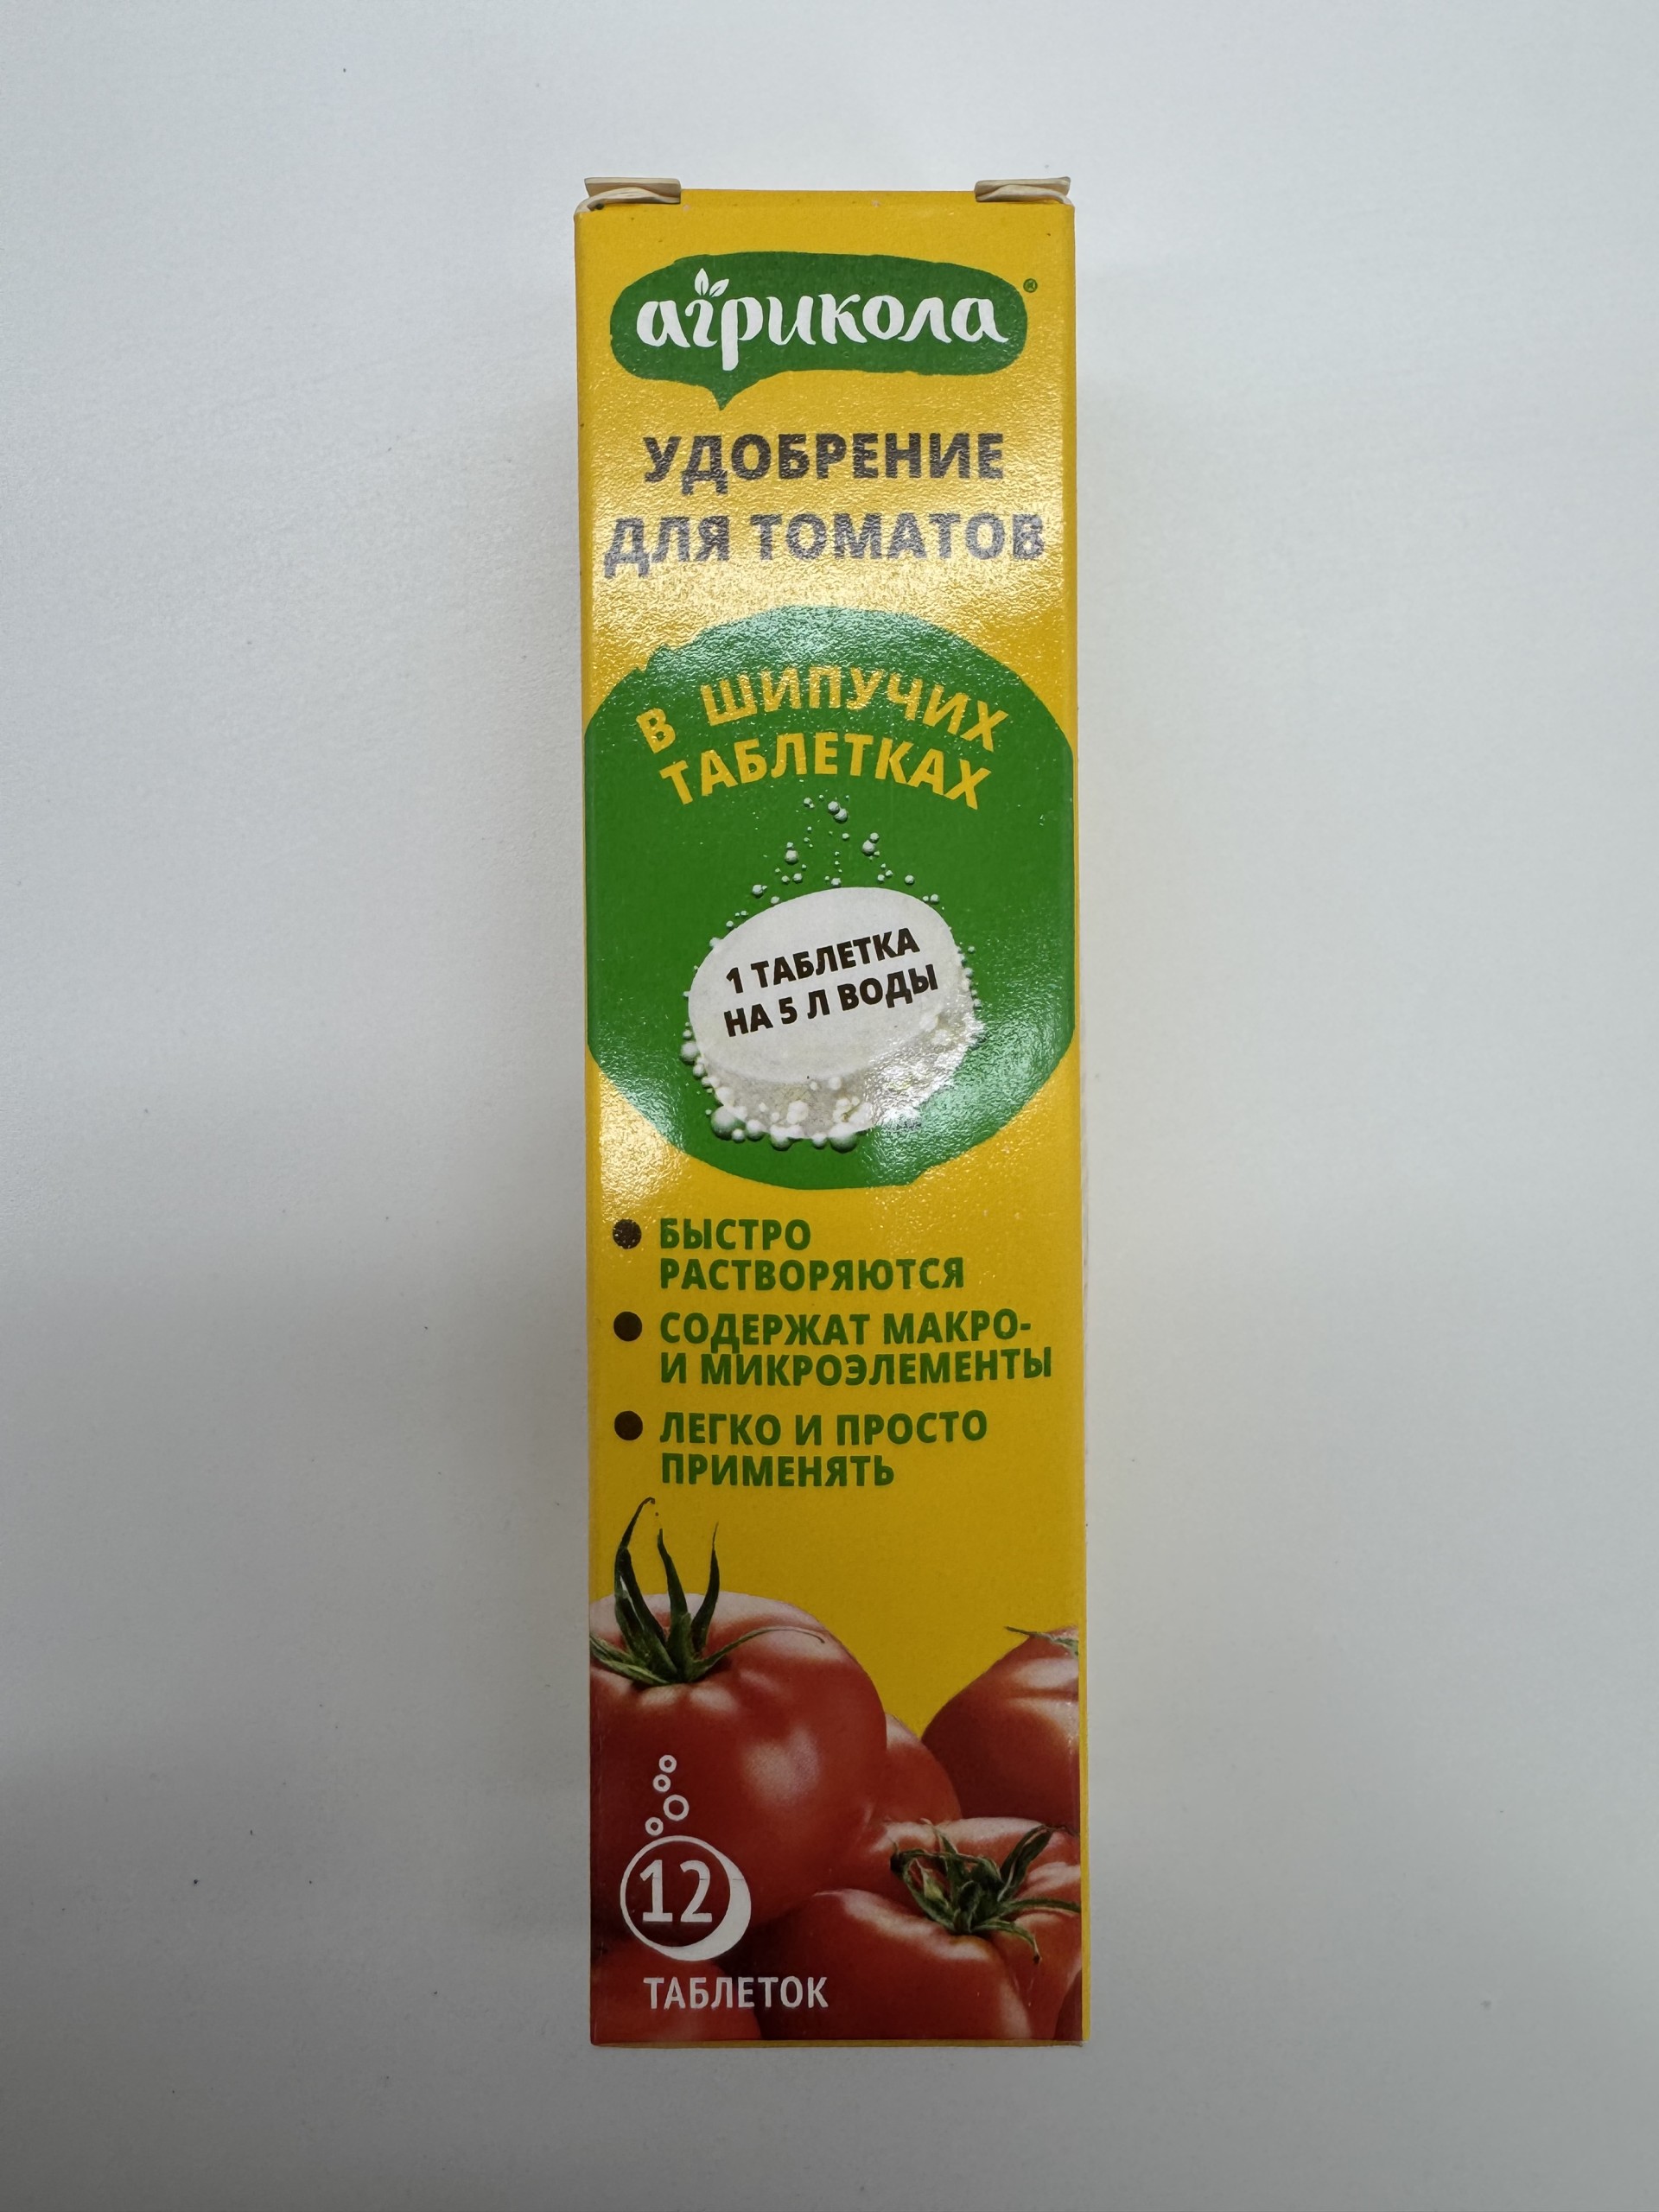 агрикола®
УДОБРЕНИЕ
ДЛЯ ТОМАТОВ
В ШИПУЧИХ
ТАБЛЕТКАХ
1 ТАБЛЕТКА
НА 5 Л ВОДЫ
БЫСТРО
РАСТВОРЯЮТСЯ
СОДЕРЖАТ МАКРО-
И МИКРОЭЛЕМЕНТЫ
ЛЕГКО И ПРОСТО
ПРИМЕНЯТЬ
12
ТАБЛЕТОК